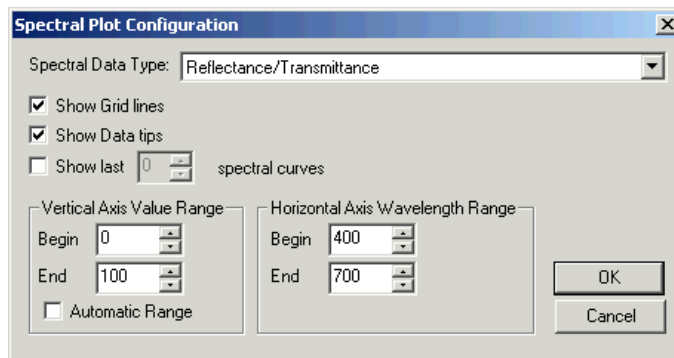 Spectral Plot Configuration
Spectral Data Type: Reflectance/Transmittance
Show Grid lines
Show Data tips
Show last 0 spectral curves
Vertical Axis Value Range
Begin 0
End 100
Automatic Range
Horizontal Axis Wavelength Range
Begin 400
End 700
OK
Cancel